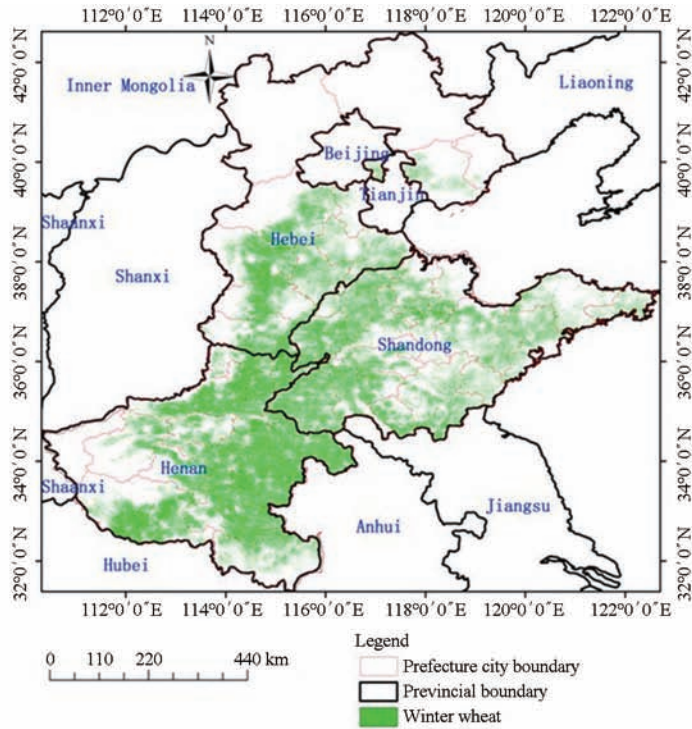 N
Inner Mongolia
Liaoning
Beijing
Tianjin
Shaanxi
Hebei
Shanxi
Shandong
Henan
Shaanxi
Jiangsu
Anhui
Hubei
42°0′0″N
40°0′0″N
38°0′0″N
36°0′0″N
34°0′0″N
32°0′0″N
42°0′0″N
40°0′0″N
38°0′0″N
36°0′0″N
34°0′0″N
32°0′0″N
112°0′0″E 114°0′0″E 116°0′0″E 118°0′0″E 120°0′0″E 122°0′0″E
112°0′0″E 114°0′0″E 116°0′0″E 118°0′0″E 120°0′0″E 122°0′0″E
0 110 220 440 km
Legend
Prefecture city boundary
Previncial boundary
Winter wheat